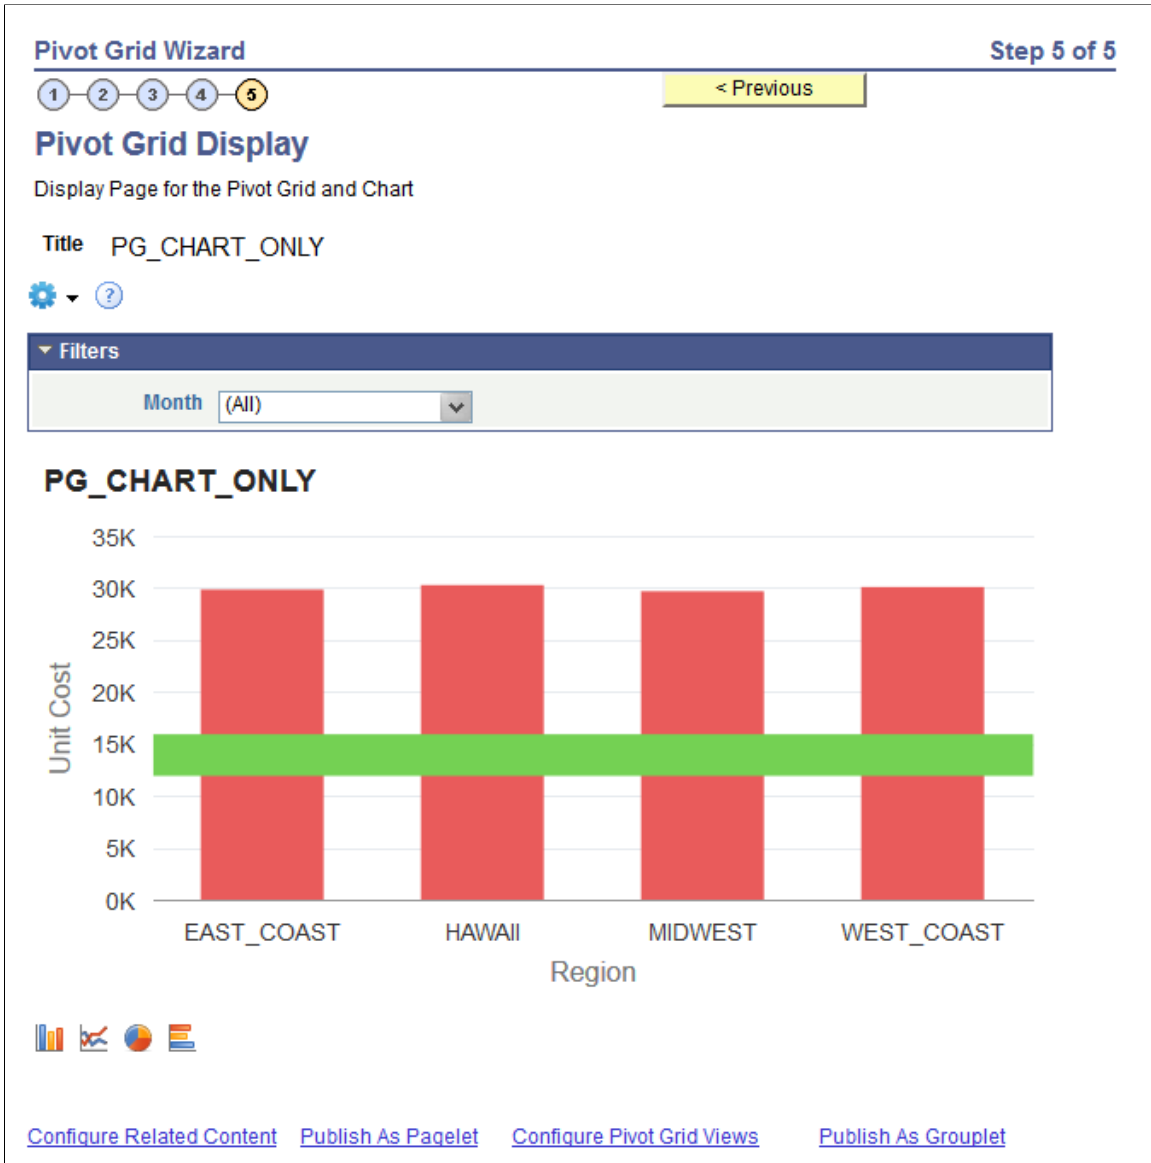 Pivot Grid Wizard Step 5 of 5
1 2 3 4 5 < Previous
Pivot Grid Display
Display Page for the Pivot Grid and Chart
Title PG_CHART_ONLY
?
Filters
Month (All)
PG_CHART_ONLY
35K
30K
25K
20K
15K
10K
5K
0K
Unit Cost
EAST_COAST HAWAII MIDWEST WEST_COAST
Region
Configure Related Content Publish As Pagelet Configure Pivot Grid Views Publish As Grouplet